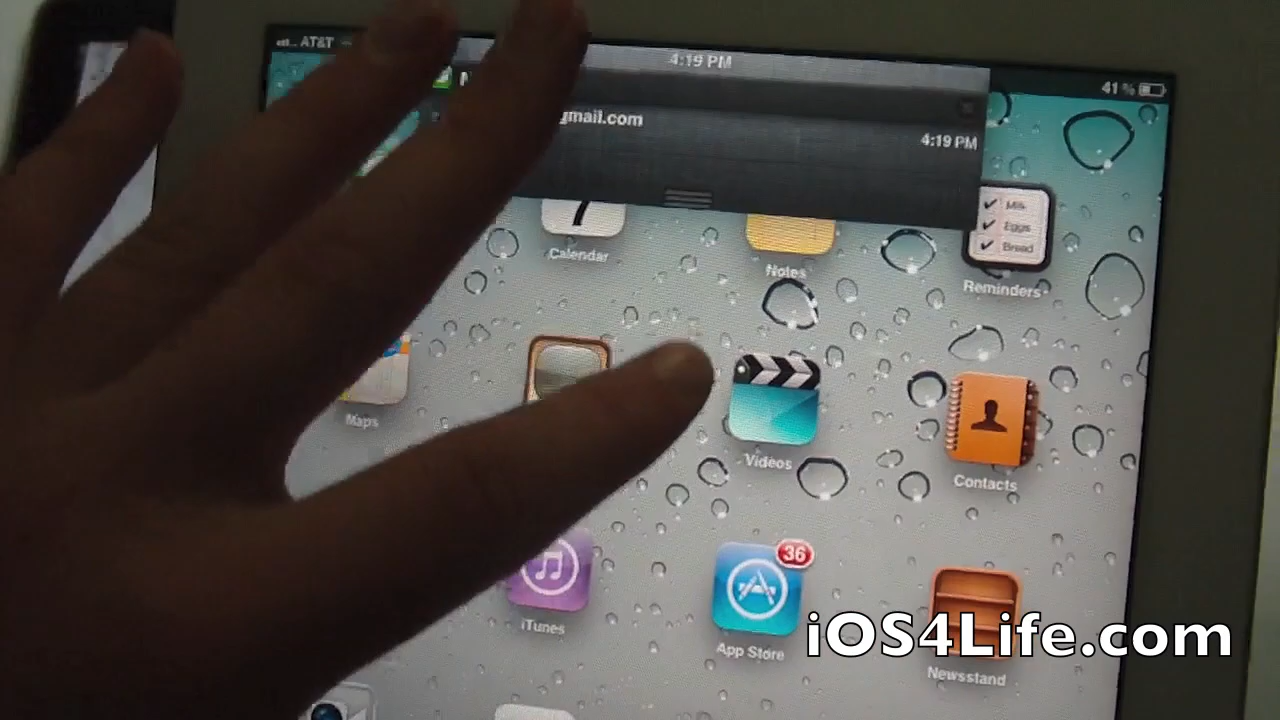 AT&T
4:19 PM
41 %
gmail.com
4:19 PM
Milk
Eggs
Bread
7
Calendar
Notes
Reminders
Maps
Videos
Contacts
36
iTunes
App Store
Newsstand
iOS4Life.com